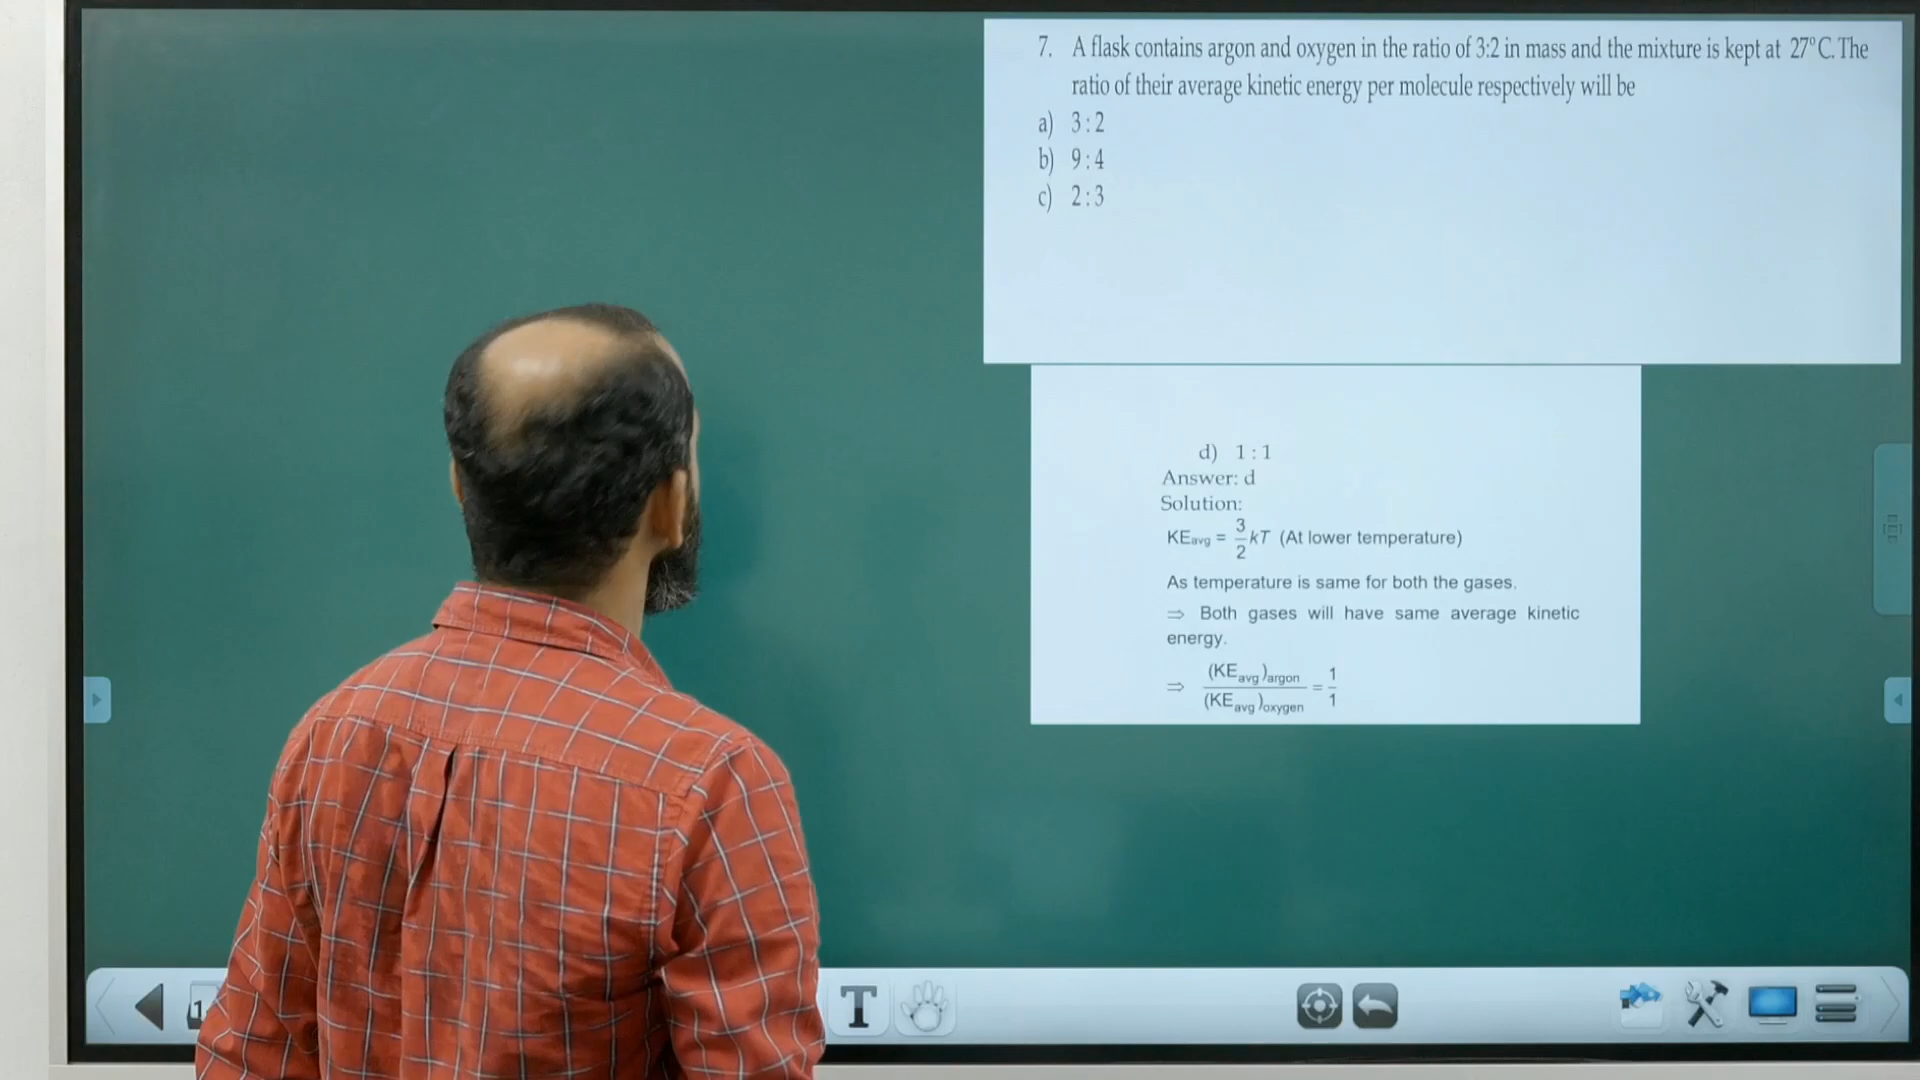 7. A flask contains argon and oxygen in the ratio of 3:2 in mass and the mixture is kept at 27°C. The
ratio of their average kinetic energy per molecule respectively will be
a) 3 : 2
b) 9 : 4
c) 2 : 3
d) 1 : 1
Answer: d
Solution:
KEavg = 3/2 kT (At lower temperature)
As temperature is same for both the gases.
⇒ Both gases will have same average kinetic
energy.
⇒ (KEavg)argon / (KEavg)oxygen = 1/1
1
T